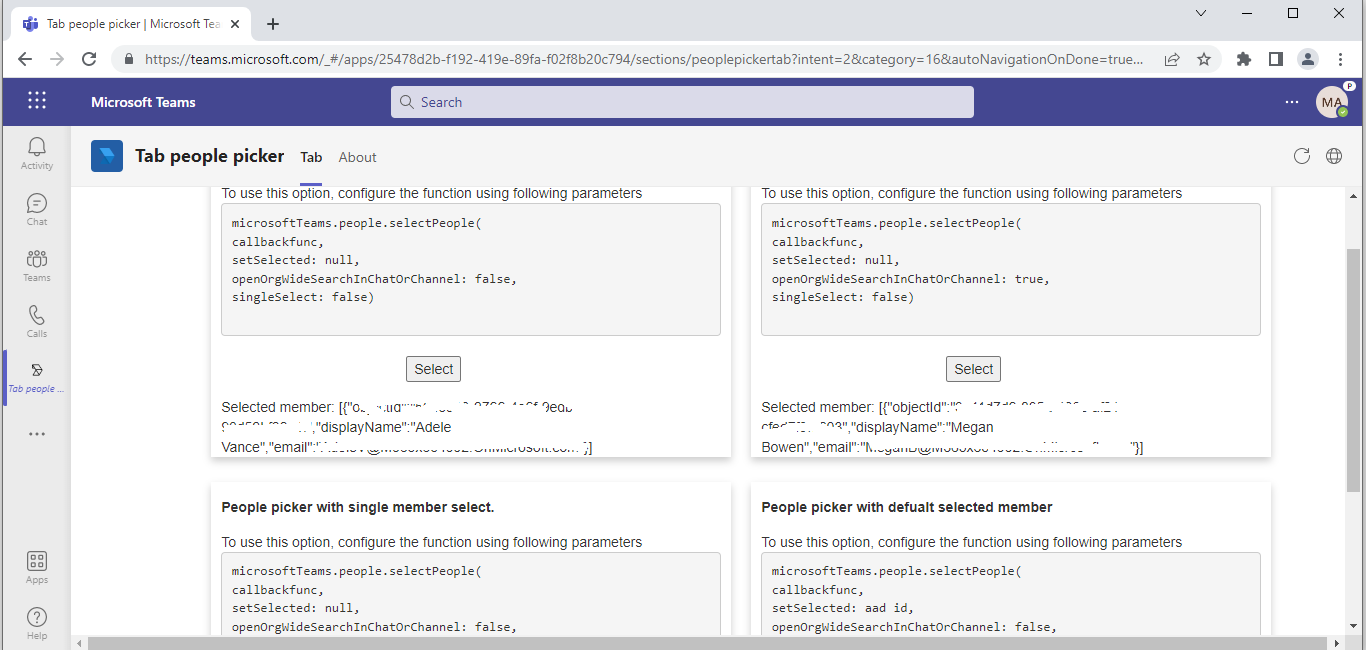 Tab people picker | Microsoft Tea
https://teams.microsoft.com/_#/apps/25478d2b-f192-419e-89fa-f02f8b20c794/sections/peoplepickertab?intent=2&category=16&autoNavigationOnDone=true...
Microsoft Teams
Search
P
MA
Tab people picker
Tab
About
Activity
Chat
Teams
Calls
Tab people ...
Apps
Help
To use this option, configure the function using following parameters
microsoftTeams.people.selectPeople(
callbackfunc,
setSelected: null,
openOrgWideSearchInChatOrChannel: false,
singleSelect: false)
Select
Selected member:
,"displayName":"Adele
Vance","email":"
To use this option, configure the function using following parameters
microsoftTeams.people.selectPeople(
callbackfunc,
setSelected: null,
openOrgWideSearchInChatOrChannel: true,
singleSelect: false)
Select
Selected member: [{"objectId":
,"displayName":"Megan
Bowen","email":
"}]
People picker with single member select.
To use this option, configure the function using following parameters
microsoftTeams.people.selectPeople(
callbackfunc,
setSelected: null,
openOrgWideSearchInChatOrChannel: false,
People picker with defualt selected member
To use this option, configure the function using following parameters
microsoftTeams.people.selectPeople(
callbackfunc,
setSelected: aad id,
openOrgWideSearchInChatOrChannel: false,